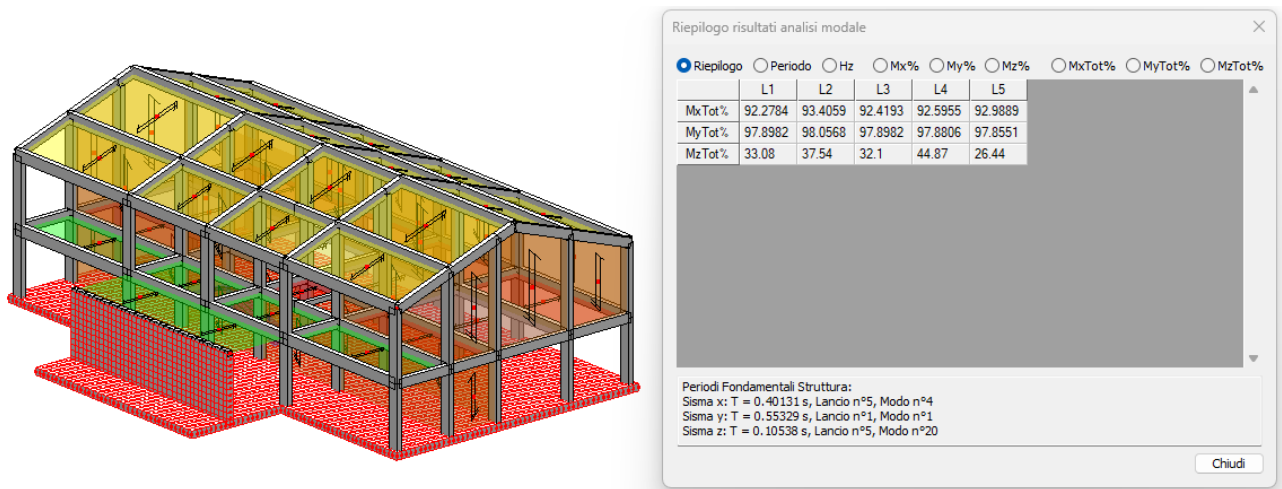 Riepilogo risultati analisi modale
Riepilogo Periodo Hz Mx% My% Mz% MxTot% MyTot% MzTot%
L1 L2 L3 L4 L5
MxTot% 92.2784 93.4059 92.4193 92.5955 92.9889
MyTot% 97.8982 98.0568 97.8982 97.8806 97.8551
MzTot% 33.08 37.54 32.1 44.87 26.44
Periodi Fondamentali Struttura:
Sisma x: T = 0.40131 s, Lancio n°5, Modo n°4
Sisma y: T = 0.55329 s, Lancio n°1, Modo n°1
Sisma z: T = 0.10538 s, Lancio n°5, Modo n°20
Chiudi